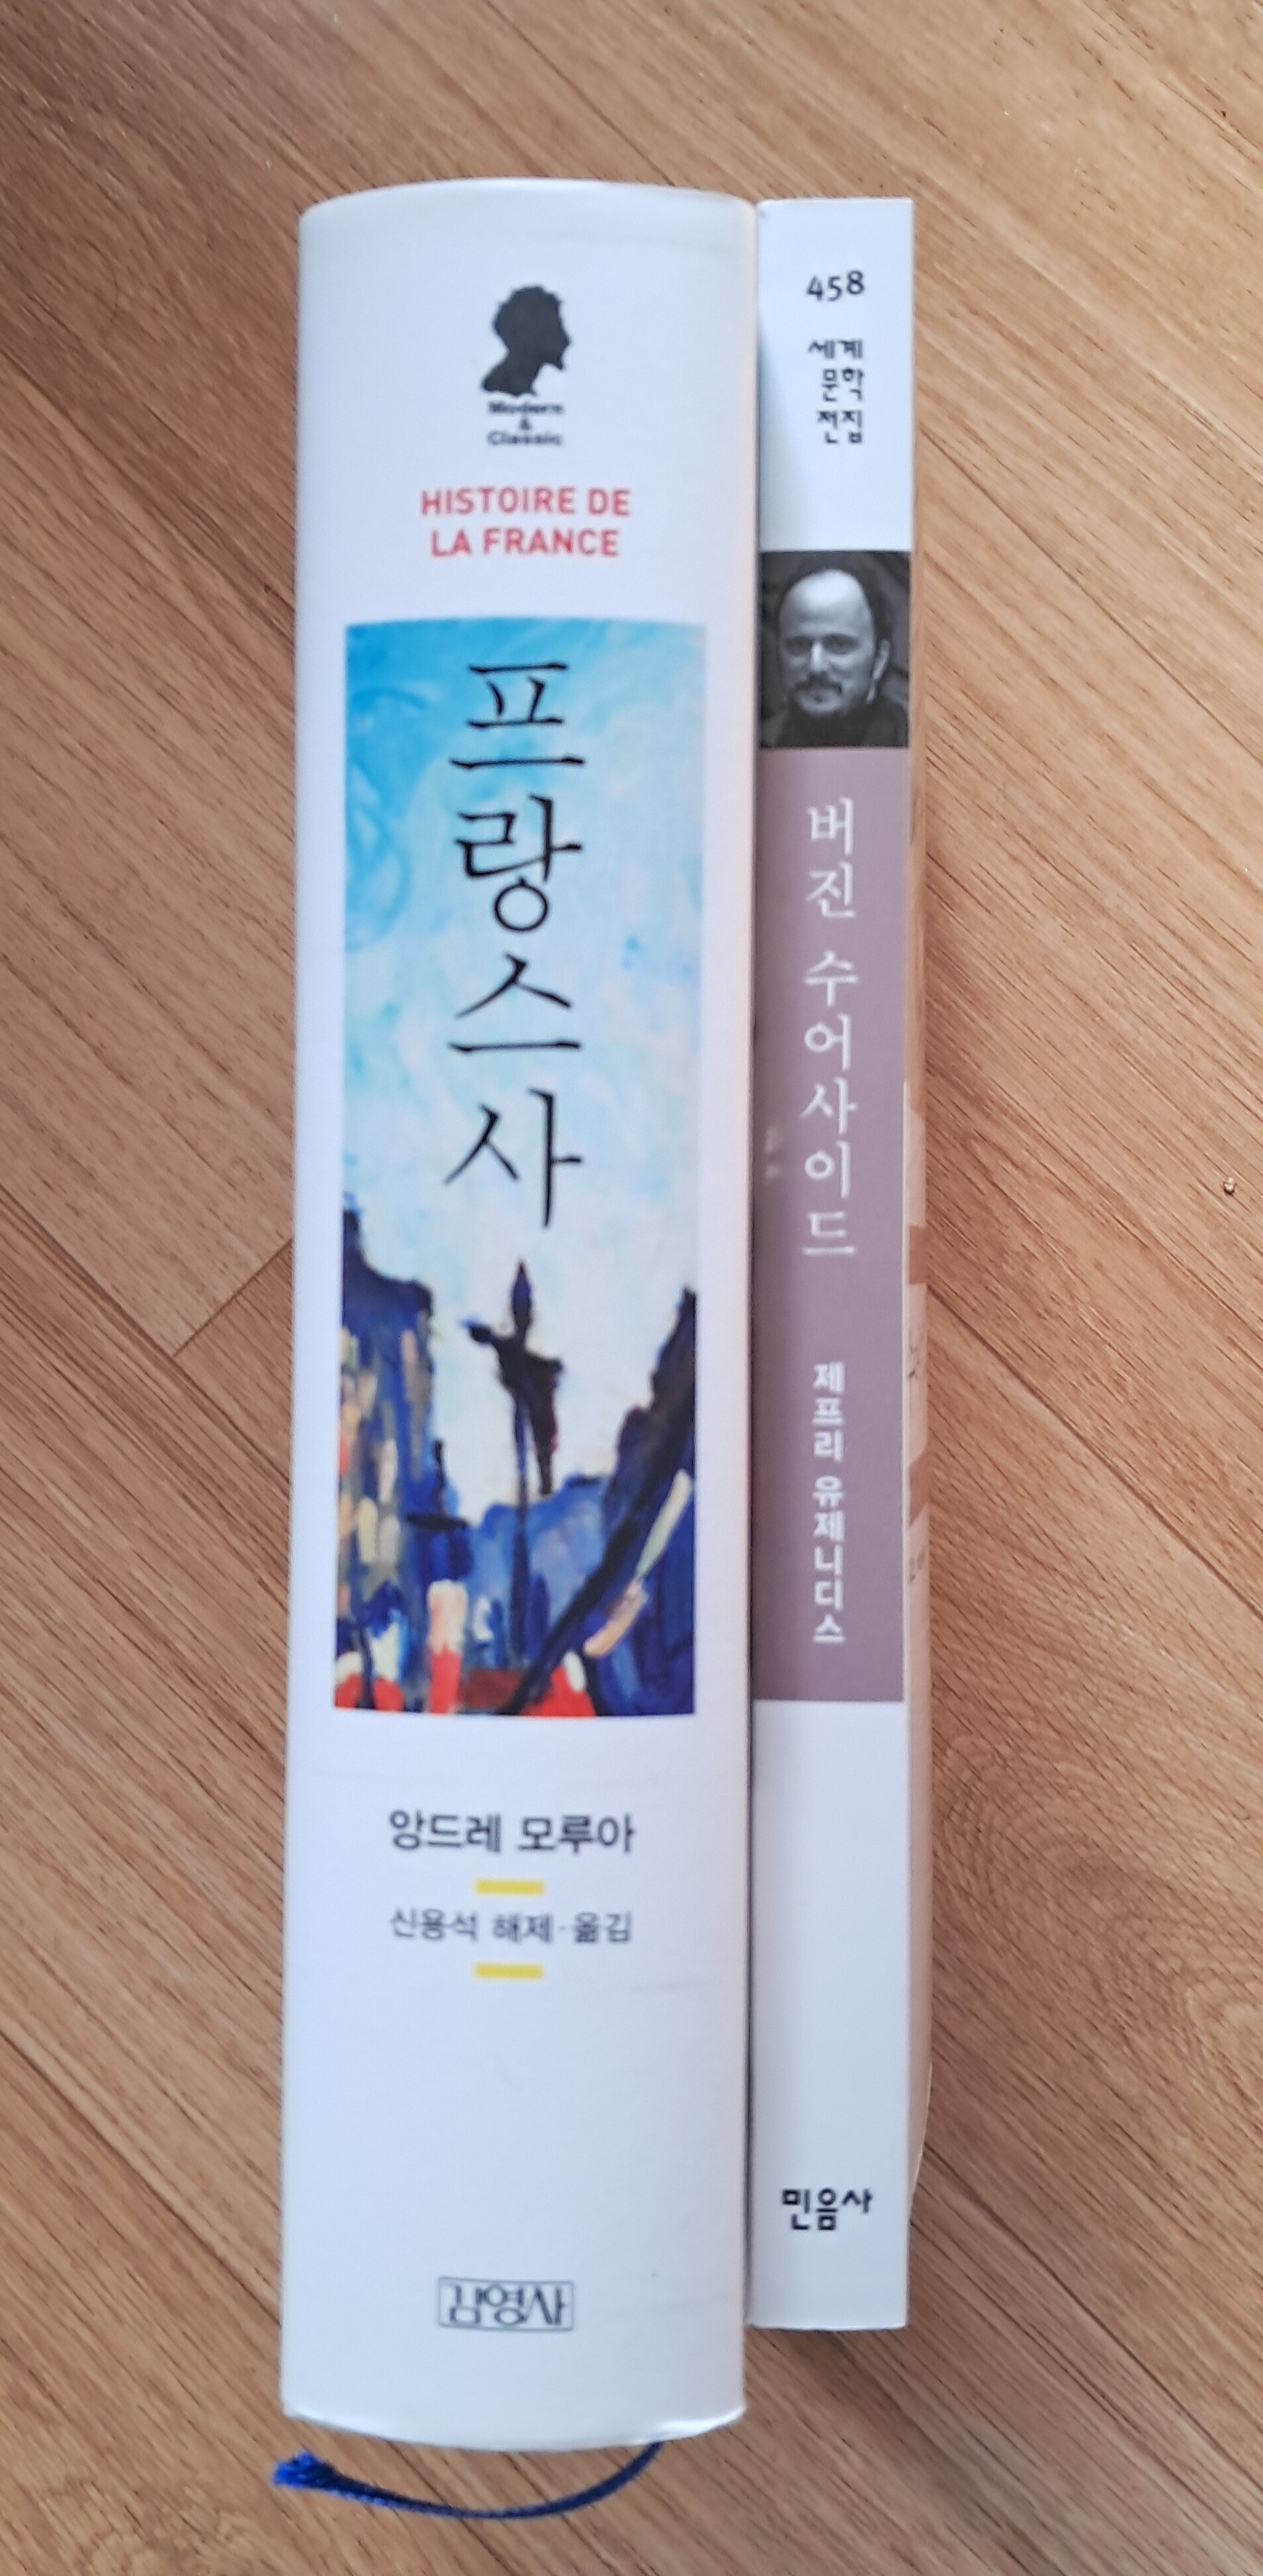 Modern
&
Classic
HISTOIRE DE
LA FRANCE
프랑스사
앙드레 모루아
신용석 해제·옮김
김영사
458
세계
문학
전집
버진 수어사이드
제프리 유제니디스
민음사